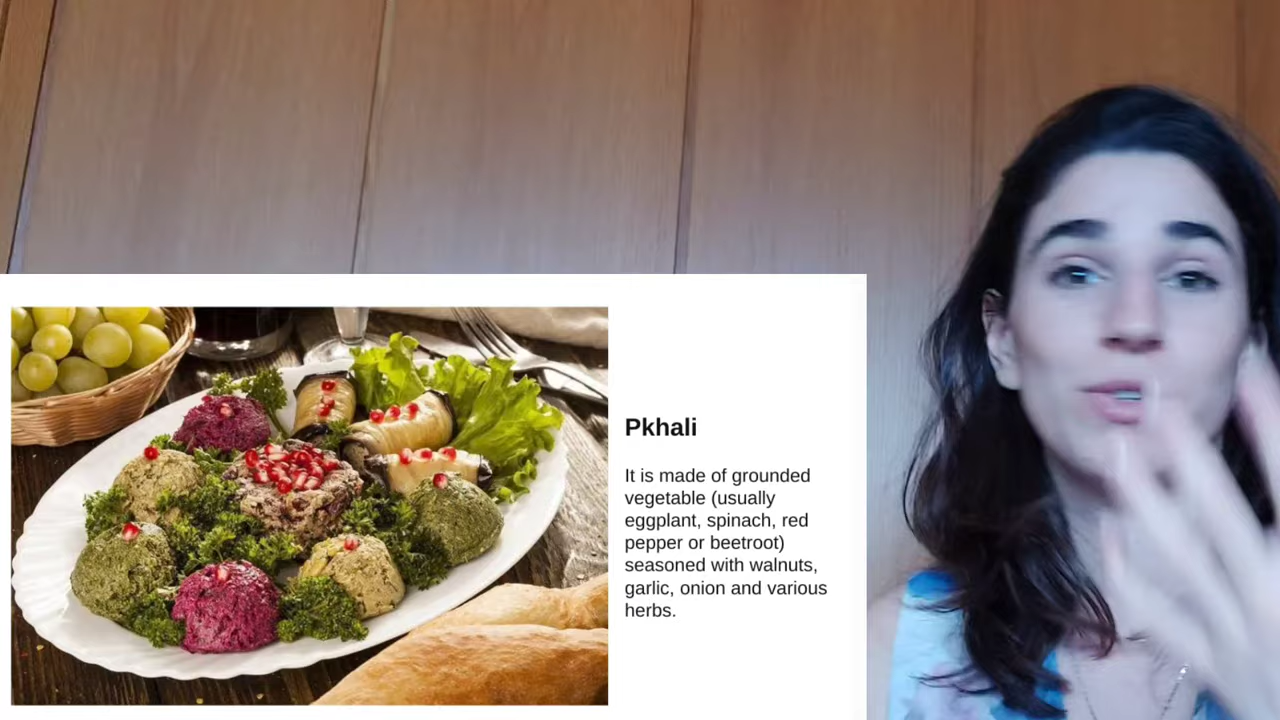 Pkhali
It is made of grounded
vegetable (usually
eggplant, spinach, red
pepper or beetroot)
seasoned with walnuts,
garlic, onion and various
herbs.